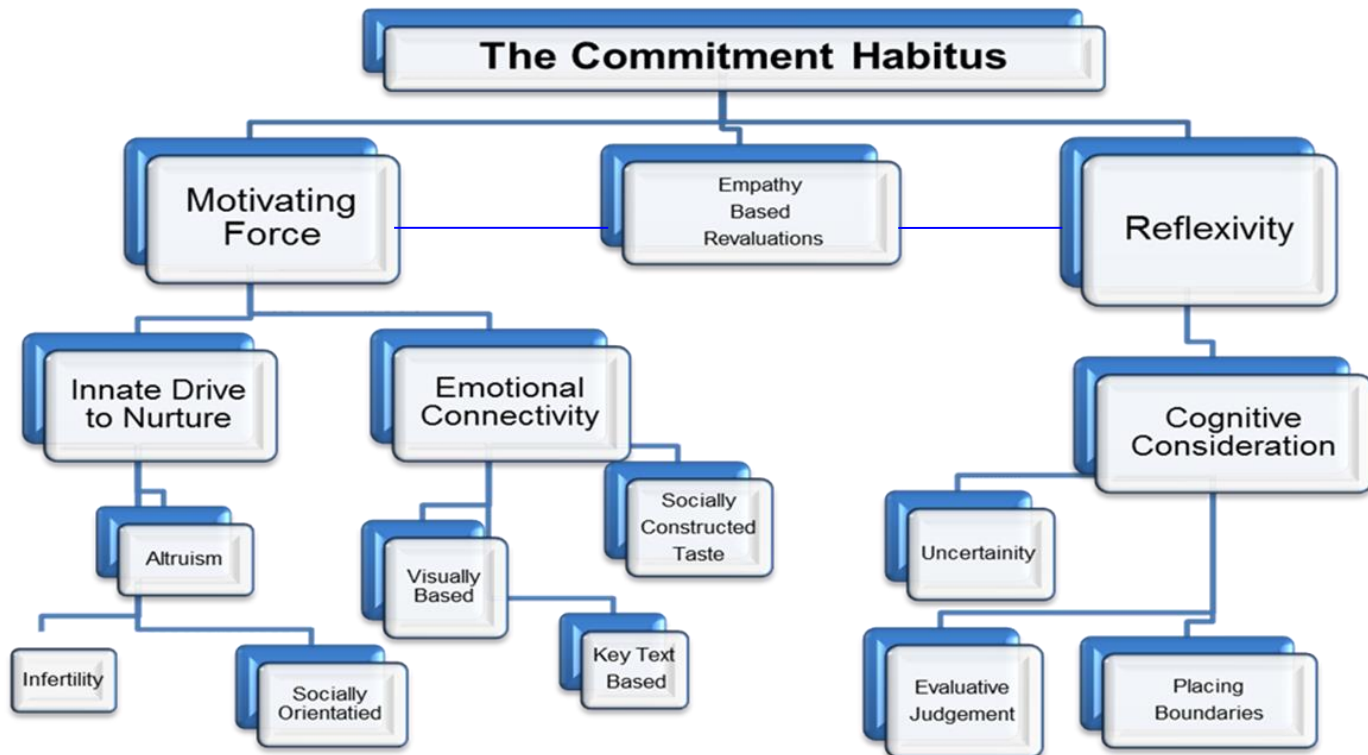 The Commitment Habitus
Motivating
Force
Empathy
Based
Revaluations
Reflexivity
Innate Drive
to Nurture
Emotional
Connectivity
Cognitive
Consideration
Socially
Constructed
Taste
Altruism
Visually
Based
Uncertainity
Infertility
Socially
Orientatied
Key Text
Based
Evaluative
Judgement
Placing
Boundaries